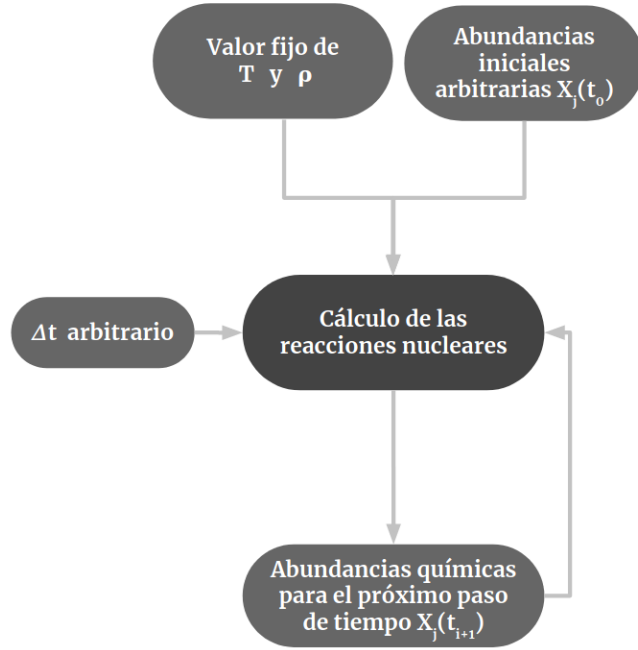 Valor fijo de
T y ρ
Abundancias
iniciales
arbitrarias X_j(t_0)
Δt arbitrario
Cálculo de las
reacciones nucleares
Abundancias químicas
para el próximo paso
de tiempo X_j(t_{i+1})